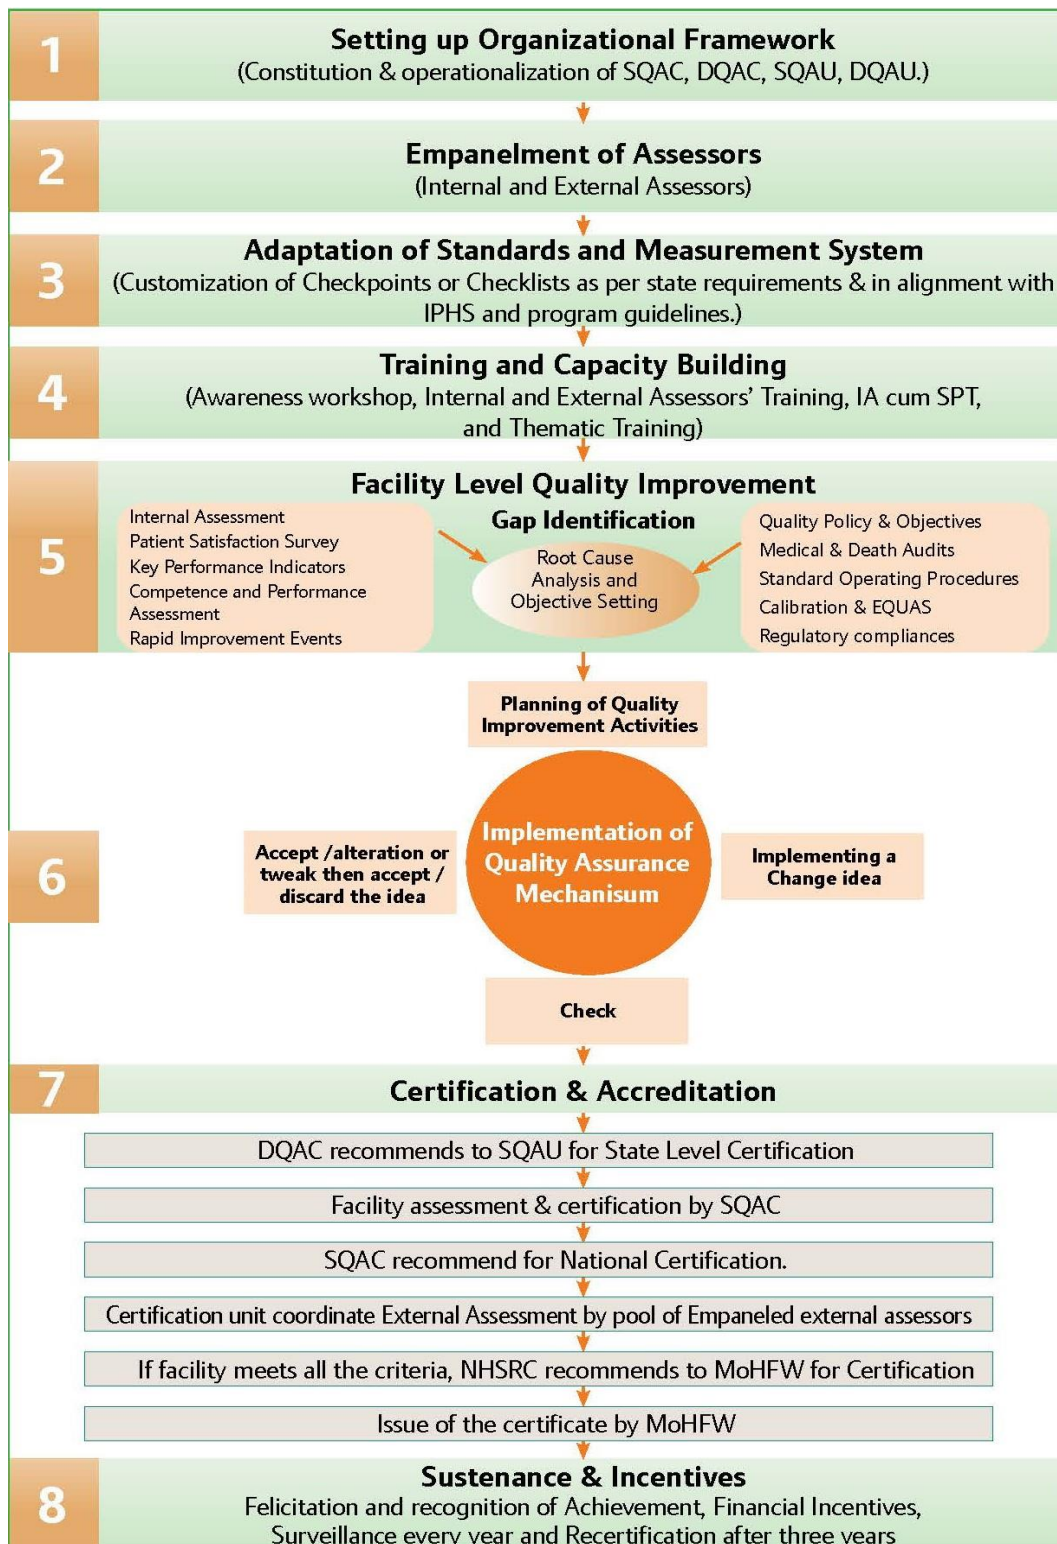 1
Setting up Organizational Framework
(Constitution & operationalization of SQAC, DQAC, SQAU, DQAU.)
2
Empanelment of Assessors
(Internal and External Assessors)
3
Adaptation of Standards and Measurement System
(Customization of Checkpoints or Checklists as per state requirements & in alignment with
IPHS and program guidelines.)
4
Training and Capacity Building
(Awareness workshop, Internal and External Assessors’ Training, IA cum SPT,
and Thematic Training)
5
Facility Level Quality Improvement
Internal Assessment
Patient Satisfaction Survey
Key Performance Indicators
Competence and Performance
Assessment
Rapid Improvement Events
Gap Identification
Root Cause
Analysis and
Objective Setting
Quality Policy & Objectives
Medical & Death Audits
Standard Operating Procedures
Calibration & EQUAS
Regulatory compliances
6
Planning of Quality
Improvement Activities
Accept /alteration or
tweak then accept /
discard the idea
Implementation of
Quality Assurance
Mechanisum
Implementing a
Change idea
Check
7
Certification & Accreditation
DQAC recommends to SQAU for State Level Certification
Facility assessment & certification by SQAC
SQAC recommend for National Certification.
Certification unit coordinate External Assessment by pool of Empaneled external assessors
If facility meets all the criteria, NHSRC recommends to MoHFW for Certification
Issue of the certificate by MoHFW
8
Sustenance & Incentives
Felicitation and recognition of Achievement, Financial Incentives,
Surveillance every year and Recertification after three years